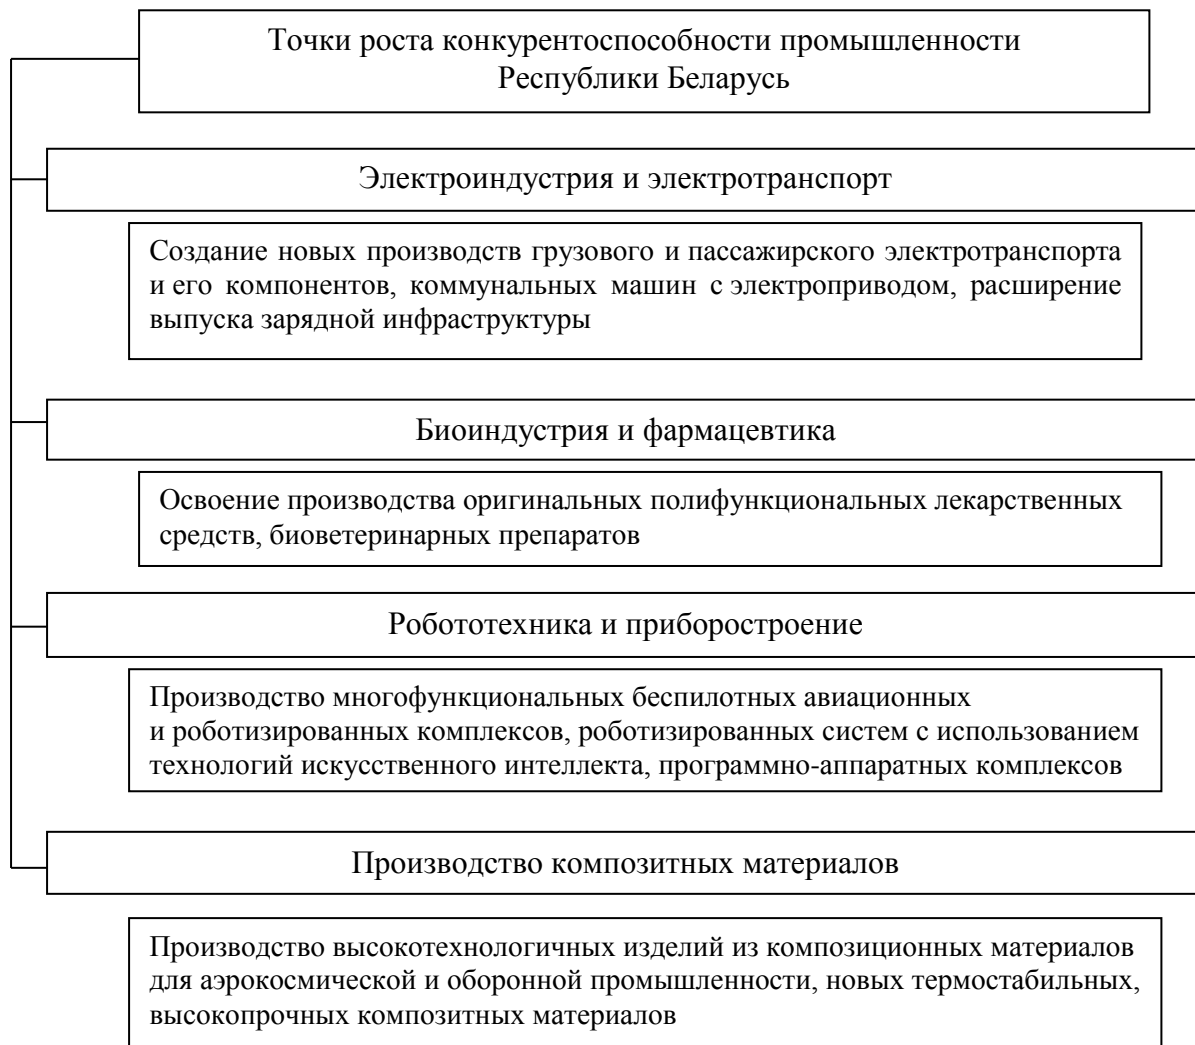 Точки роста конкурентоспособности промышленности
Республики Беларусь
Электроиндустрия и электротранспорт
Создание новых производств грузового и пассажирского электротранспорта
и его компонентов, коммунальных машин с электроприводом, расширение
выпуска зарядной инфраструктуры
Биоиндустрия и фармацевтика
Освоение производства оригинальных полифункциональных лекарственных
средств, биоветеринарных препаратов
Робототехника и приборостроение
Производство многофункциональных беспилотных авиационных
и роботизированных комплексов, роботизированных систем с использованием
технологий искусственного интеллекта, программно-аппаратных комплексов
Производство композитных материалов
Производство высокотехнологичных изделий из композиционных материалов
для аэрокосмической и оборонной промышленности, новых термостабильных,
высокопрочных композитных материалов